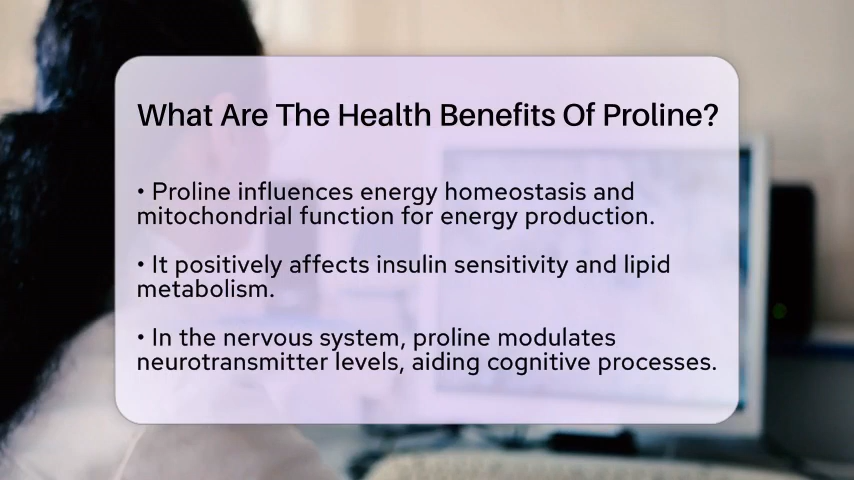 What Are The Health Benefits Of Proline?
• Proline influences energy homeostasis and
mitochondrial function for energy production.
• It positively affects insulin sensitivity and lipid
metabolism.
• In the nervous system, proline modulates
neurotransmitter levels, aiding cognitive processes.